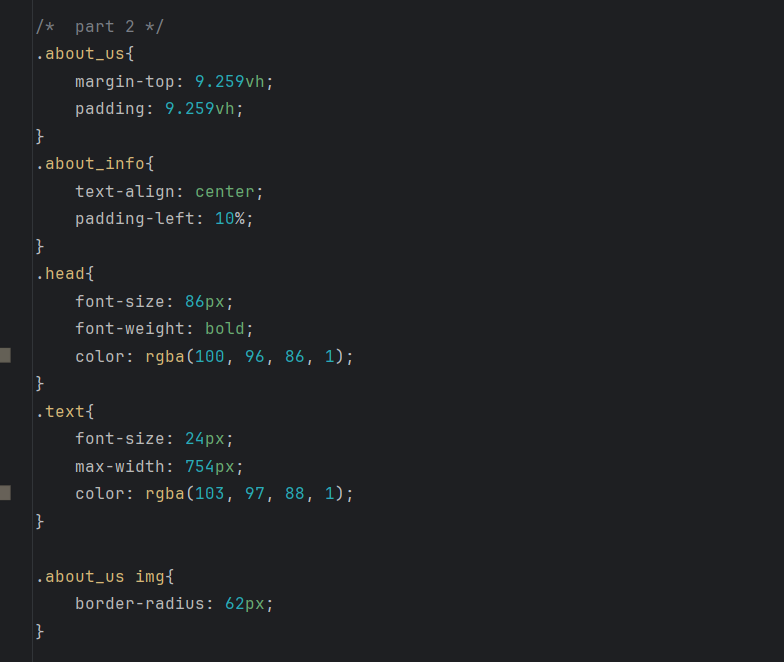 /*  part 2 */
.about_us{
    margin-top: 9.259vh;
    padding: 9.259vh;
}
.about_info{
    text-align: center;
    padding-left: 10%;
}
.head{
    font-size: 86px;
    font-weight: bold;
    color: rgba(100, 96, 86, 1);
}
.text{
    font-size: 24px;
    max-width: 754px;
    color: rgba(103, 97, 88, 1);
}

.about_us img{
    border-radius: 62px;
}